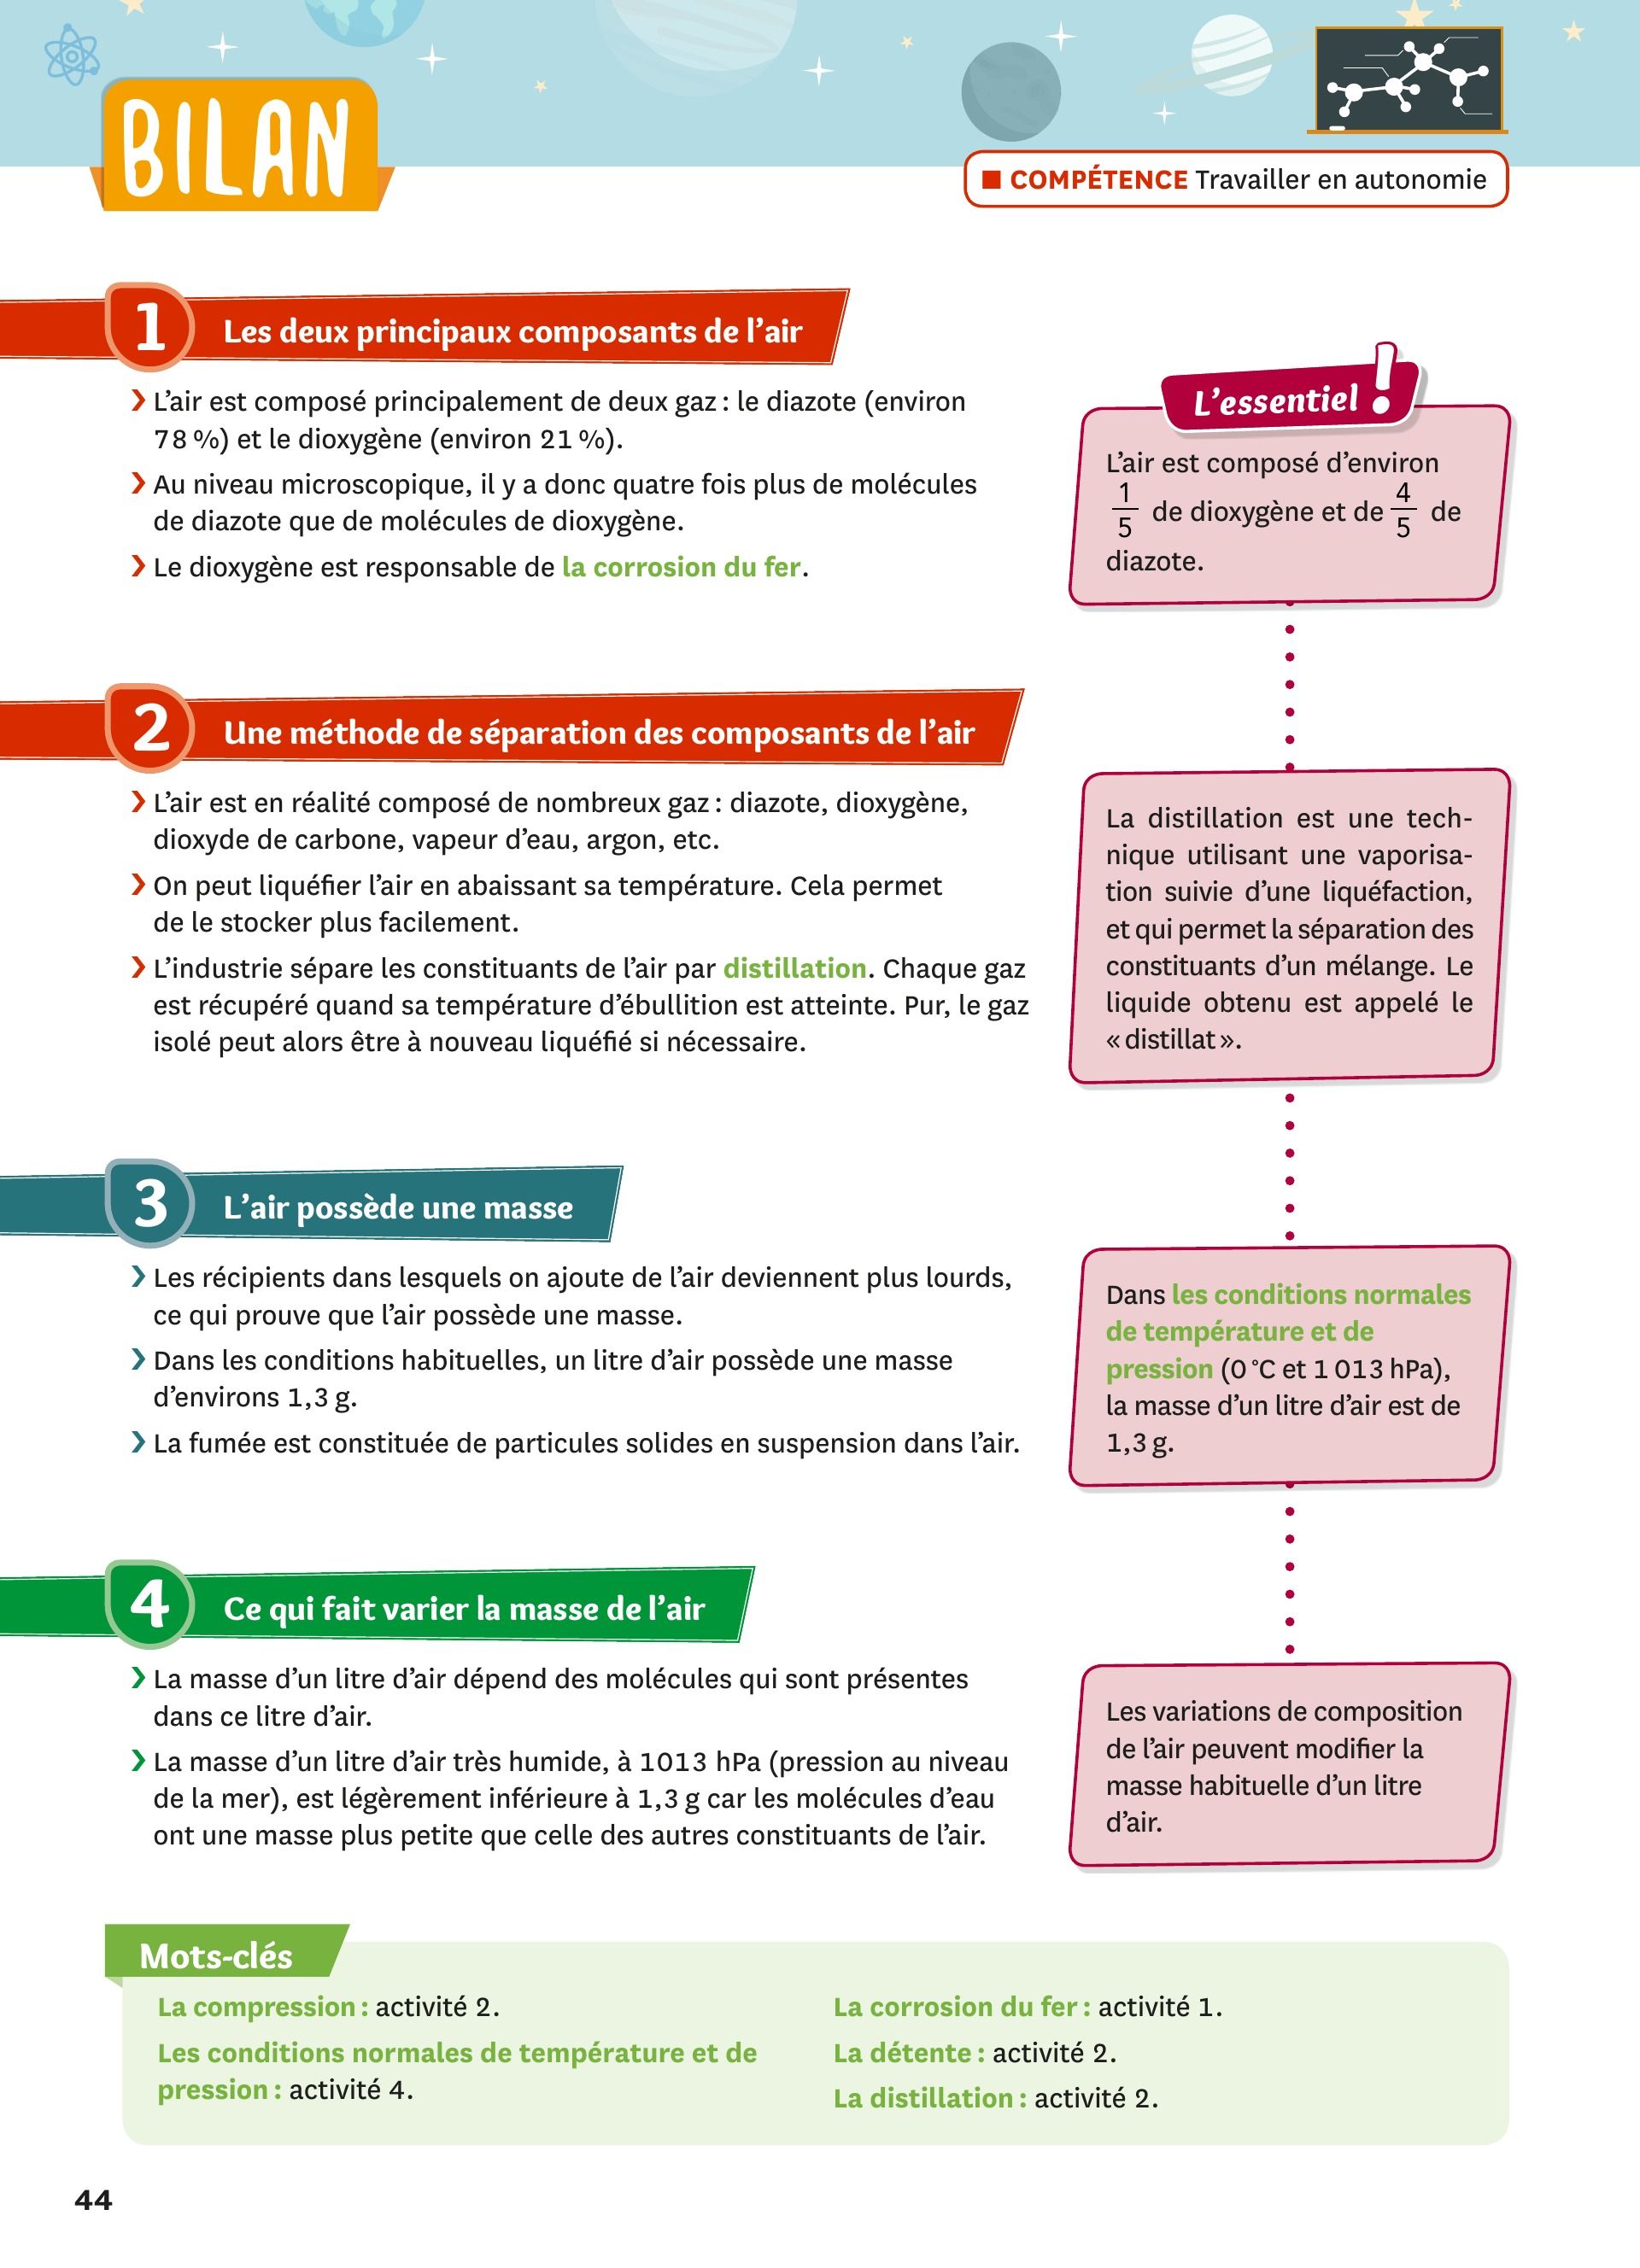 BILAN
■ COMPÉTENCE Travailler en autonomie
1 Les deux principaux composants de l’air
❯ L’air est composé principalement de deux gaz : le diazote (environ
78 %) et le dioxygène (environ 21 %).
❯ Au niveau microscopique, il y a donc quatre fois plus de molécules
de diazote que de molécules de dioxygène.
❯ Le dioxygène est responsable de la corrosion du fer.
L’essentiel !
L’air est composé d’environ
1/5 de dioxygène et de 4/5 de
diazote.
2 Une méthode de séparation des composants de l’air
❯ L’air est en réalité composé de nombreux gaz : diazote, dioxygène,
dioxyde de carbone, vapeur d’eau, argon, etc.
❯ On peut liquéfier l’air en abaissant sa température. Cela permet
de le stocker plus facilement.
❯ L’industrie sépare les constituants de l’air par distillation. Chaque gaz
est récupéré quand sa température d’ébullition est atteinte. Pur, le gaz
isolé peut alors être à nouveau liquéfié si nécessaire.
La distillation est une tech-
nique utilisant une vaporisa-
tion suivie d’une liquéfaction,
et qui permet la séparation des
constituants d’un mélange. Le
liquide obtenu est appelé le
« distillat ».
3 L’air possède une masse
❯ Les récipients dans lesquels on ajoute de l’air deviennent plus lourds,
ce qui prouve que l’air possède une masse.
❯ Dans les conditions habituelles, un litre d’air possède une masse
d’environs 1,3 g.
❯ La fumée est constituée de particules solides en suspension dans l’air.
Dans les conditions normales
de température et de
pression (0 °C et 1 013 hPa),
la masse d’un litre d’air est de
1,3 g.
4 Ce qui fait varier la masse de l’air
❯ La masse d’un litre d’air dépend des molécules qui sont présentes
dans ce litre d’air.
❯ La masse d’un litre d’air très humide, à 1013 hPa (pression au niveau
de la mer), est légèrement inférieure à 1,3 g car les molécules d’eau
ont une masse plus petite que celle des autres constituants de l’air.
Les variations de composition
de l’air peuvent modifier la
masse habituelle d’un litre
d’air.
Mots-clés
La compression : activité 2.
Les conditions normales de température et de
pression : activité 4.
La corrosion du fer : activité 1.
La détente : activité 2.
La distillation : activité 2.
44